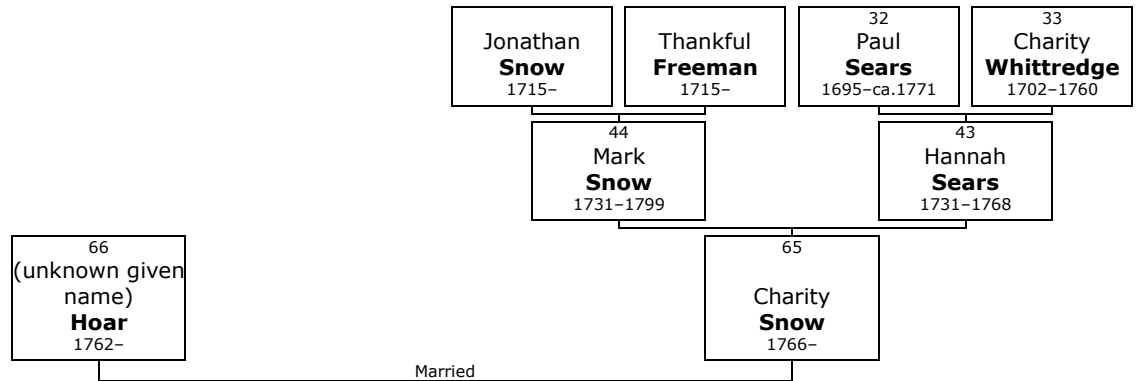 Jonathan
Snow
1715–
Thankful
Freeman
1715–
32
Paul
Sears
1695–ca.1771
33
Charity
Whittredge
1702–1760
44
Mark
Snow
1731–1799
43
Hannah
Sears
1731–1768
66
(unknown given
name)
Hoar
1762–
65
Charity
Snow
1766–
Married